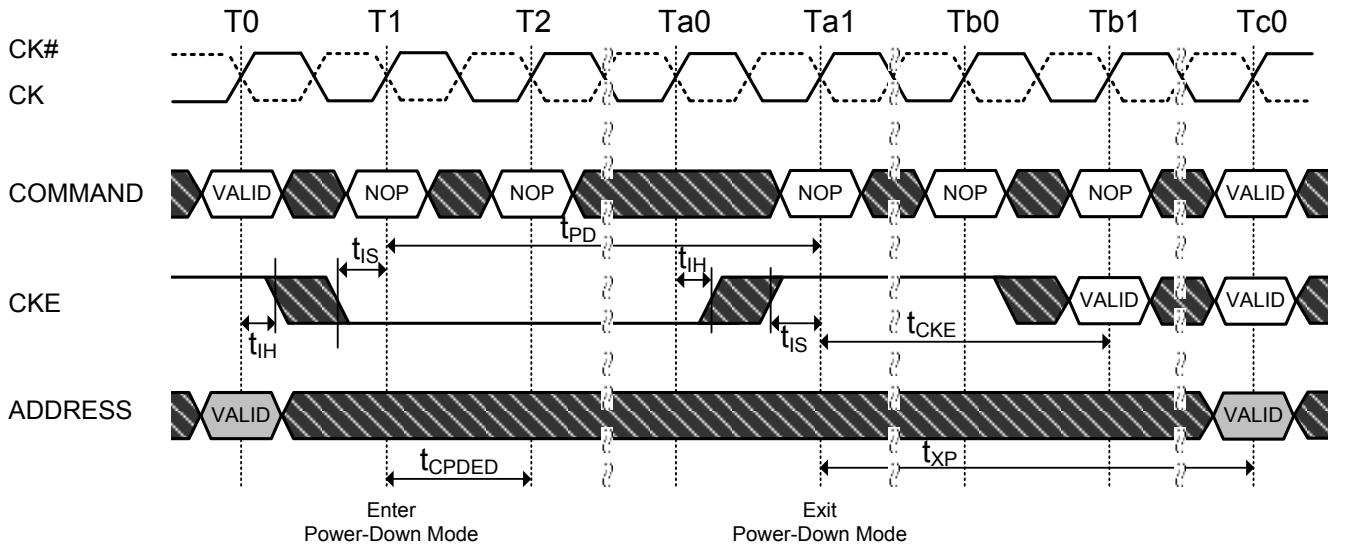 T0 T1 T2 Ta0 Ta1 Tb0 Tb1 Tc0
CK#
CK
COMMAND VALID NOP NOP NOP NOP NOP VALID
tPD
tIS tIH
CKE VALID VALID
tIH tIS tCKE
ADDRESS VALID VALID
tCPDED tXP
Enter
Power-Down Mode
Exit
Power-Down Mode